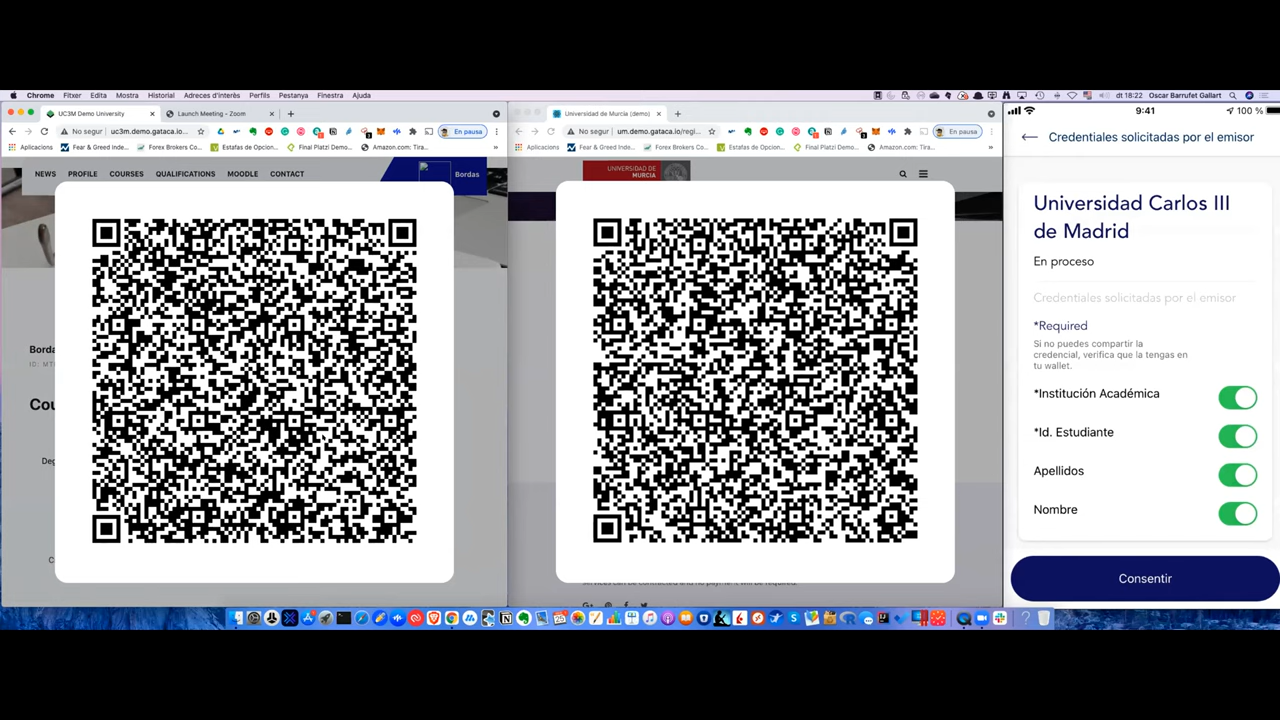 Chrome Fitxer Edita Mostra Historial Adreces d'interès Perfils Pestanya Finestra Ajuda
dt 18:22 Oscar Barrufet Gallart
UC3M Demo University
Launch Meeting - Zoom
No segur uc3m.demo.gataca.io...
En pausa
Aplicacions Fear & Greed Inde... Forex Brokers Co... Estafas de Opcion... Final Platzi Demo... Amazon.com: Tira...
NEWS PROFILE COURSES QUALIFICATIONS MOODLE CONTACT
Bordas
Borda
ID: MT
Cou
Deg
C
Universidad de Murcia (demo)
No segur um.demo.gataca.io/regi...
En pausa
Aplicacions Fear & Greed Inde... Forex Brokers Co... Estafas de Opcion... Final Platzi Demo... Amazon.com: Tira...
UNIVERSIDAD DE
MURCIA
9:41
100 %
Credenciales solicitadas por el emisor
Universidad Carlos III
de Madrid
En proceso
Credenciales solicitadas por el emisor
*Required
Si no puedes compartir la
credencial, verifica que la tengas en
tu wallet.
*Institución Académica
*Id. Estudiante
Apellidos
Nombre
Consentir